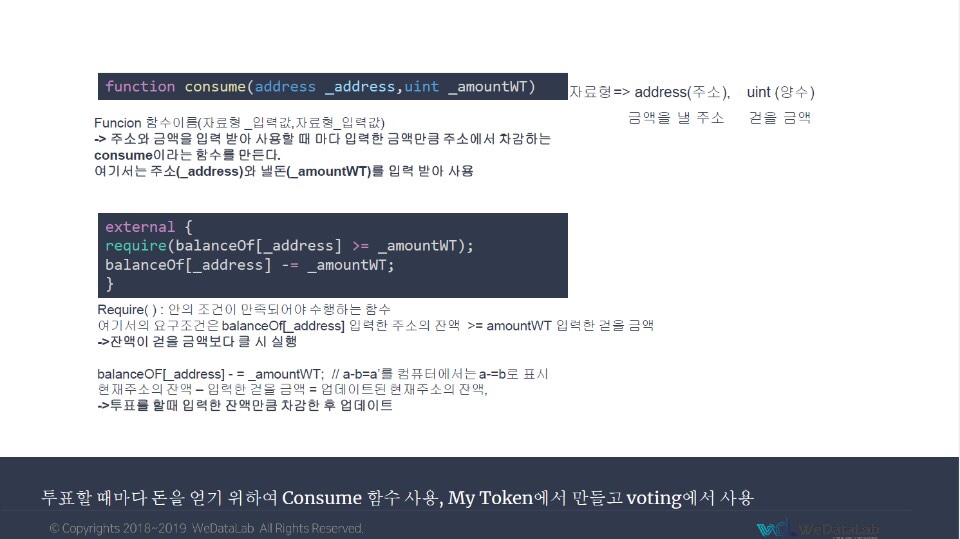 function consume(address _address,uint _amountWT)
자료형=> address(주소), uint (양수)
금액을 낼 주소 걷을 금액
Funcion 함수이름(자료형 _입력값,자료형_입력값)
-> 주소와 금액을 입력 받아 사용할 때 마다 입력한 금액만큼 주소에서 차감하는
consume이라는 함수를 만든다.
여기서는 주소(_address)와 낼돈(_amountWT)를 입력 받아 사용
external {
require(balanceOf[_address] >= _amountWT);
balanceOf[_address] -= _amountWT;
}
Require( ) : 안의 조건이 만족되어야 수행하는 함수
여기서의 요구조건은 balanceOf[_address] 입력한 주소의 잔액 >= amountWT 입력한 걷을 금액
->잔액이 걷을 금액보다 클 시 실행
balanceOF[_address] - = _amountWT; // a-b=a'를 컴퓨터에서는 a-=b로 표시
현재주소의 잔액 – 입력한 걷을 금액 = 업데이트된 현재주소의 잔액,
->투표를 할때 입력한 잔액만큼 차감한 후 업데이트
투표할 때마다 돈을 얻기 위하여 Consume 함수 사용, My Token에서 만들고 voting에서 사용
© Copyrights 2018~2019 WeDataLab All Rights Reserved.
WeDataLab